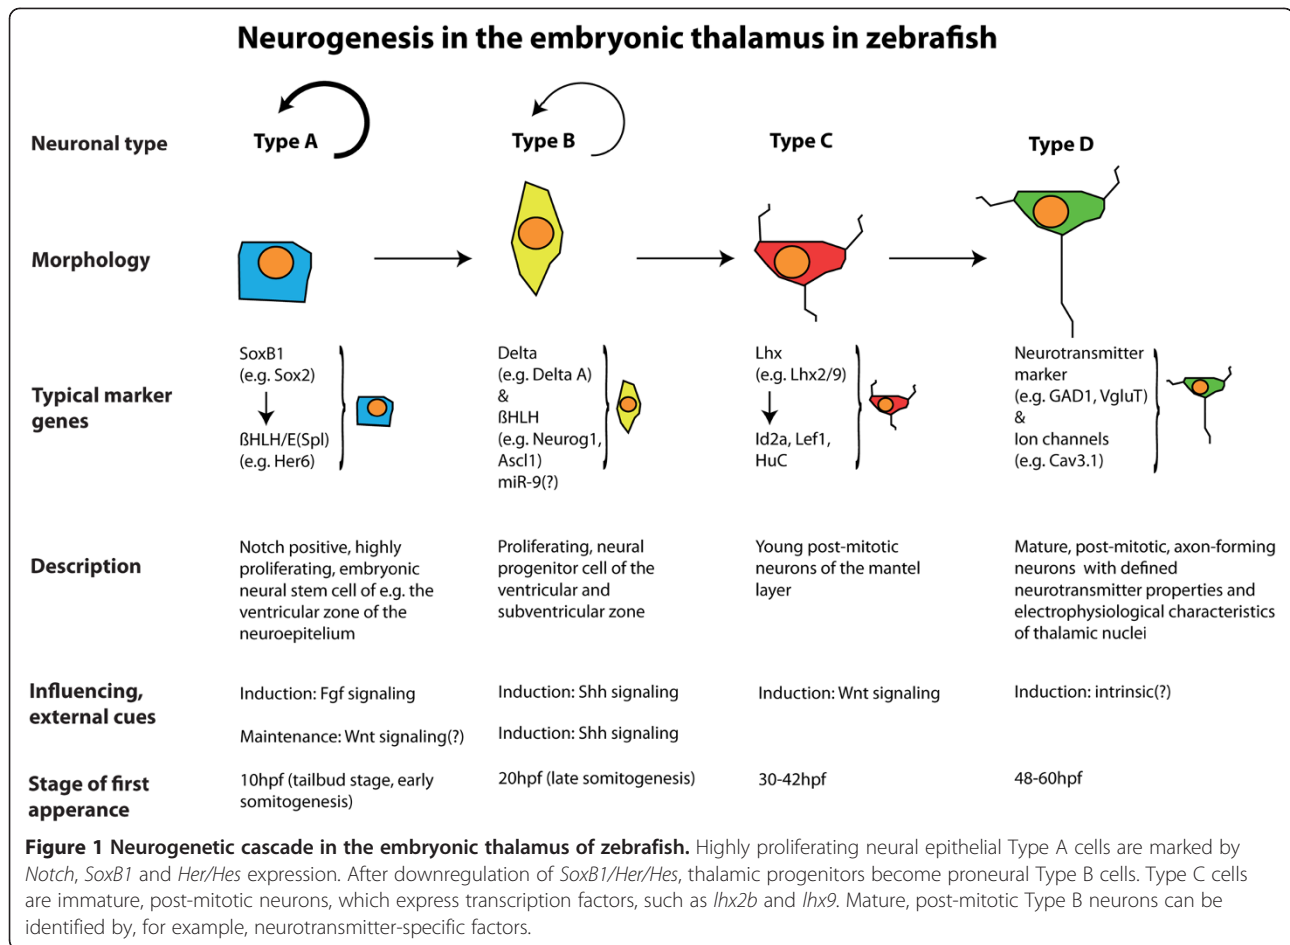 Neurogenesis in the embryonic thalamus in zebrafish
Neuronal type
Type A
Type B
Type C
Type D
Morphology
Typical marker
genes
SoxB1
(e.g. Sox2)
ßHLH/E(Spl)
(e.g. Her6)
Delta
(e.g. Delta A)
&
ßHLH
(e.g. Neurog1,
Ascl1)
miR-9(?)
Lhx
(e.g. Lhx2/9)
Id2a, Lef1,
HuC
Neurotransmitter
marker
(e.g. GAD1, VgluT)
&
Ion channels
(e.g. Cav3.1)
Description
Notch positive, highly
proliferating, embryonic
neural stem cell of e.g. the
ventricular zone of the
neuroepitelium
Proliferating, neural
progenitor cell of the
ventricular and
subventricular zone
Young post-mitotic
neurons of the mantel
layer
Mature, post-mitotic, axon-forming
neurons with defined
neurotransmitter properties and
electrophysiological characteristics
of thalamic nuclei
Influencing,
external cues
Induction: Fgf signaling
Maintenance: Wnt signaling(?)
Induction: Shh signaling
Induction: Shh signaling
Induction: Wnt signaling
Induction: intrinsic(?)
Stage of first
apperance
10hpf (tailbud stage, early
somitogenesis)
20hpf (late somitogenesis)
30-42hpf
48-60hpf
Figure 1 Neurogenetic cascade in the embryonic thalamus of zebrafish. Highly proliferating neural epithelial Type A cells are marked by
Notch, SoxB1 and Her/Hes expression. After downregulation of SoxB1/Her/Hes, thalamic progenitors become proneural Type B cells. Type C cells
are immature, post-mitotic neurons, which express transcription factors, such as lhx2b and lhx9. Mature, post-mitotic Type B neurons can be
identified by, for example, neurotransmitter-specific factors.